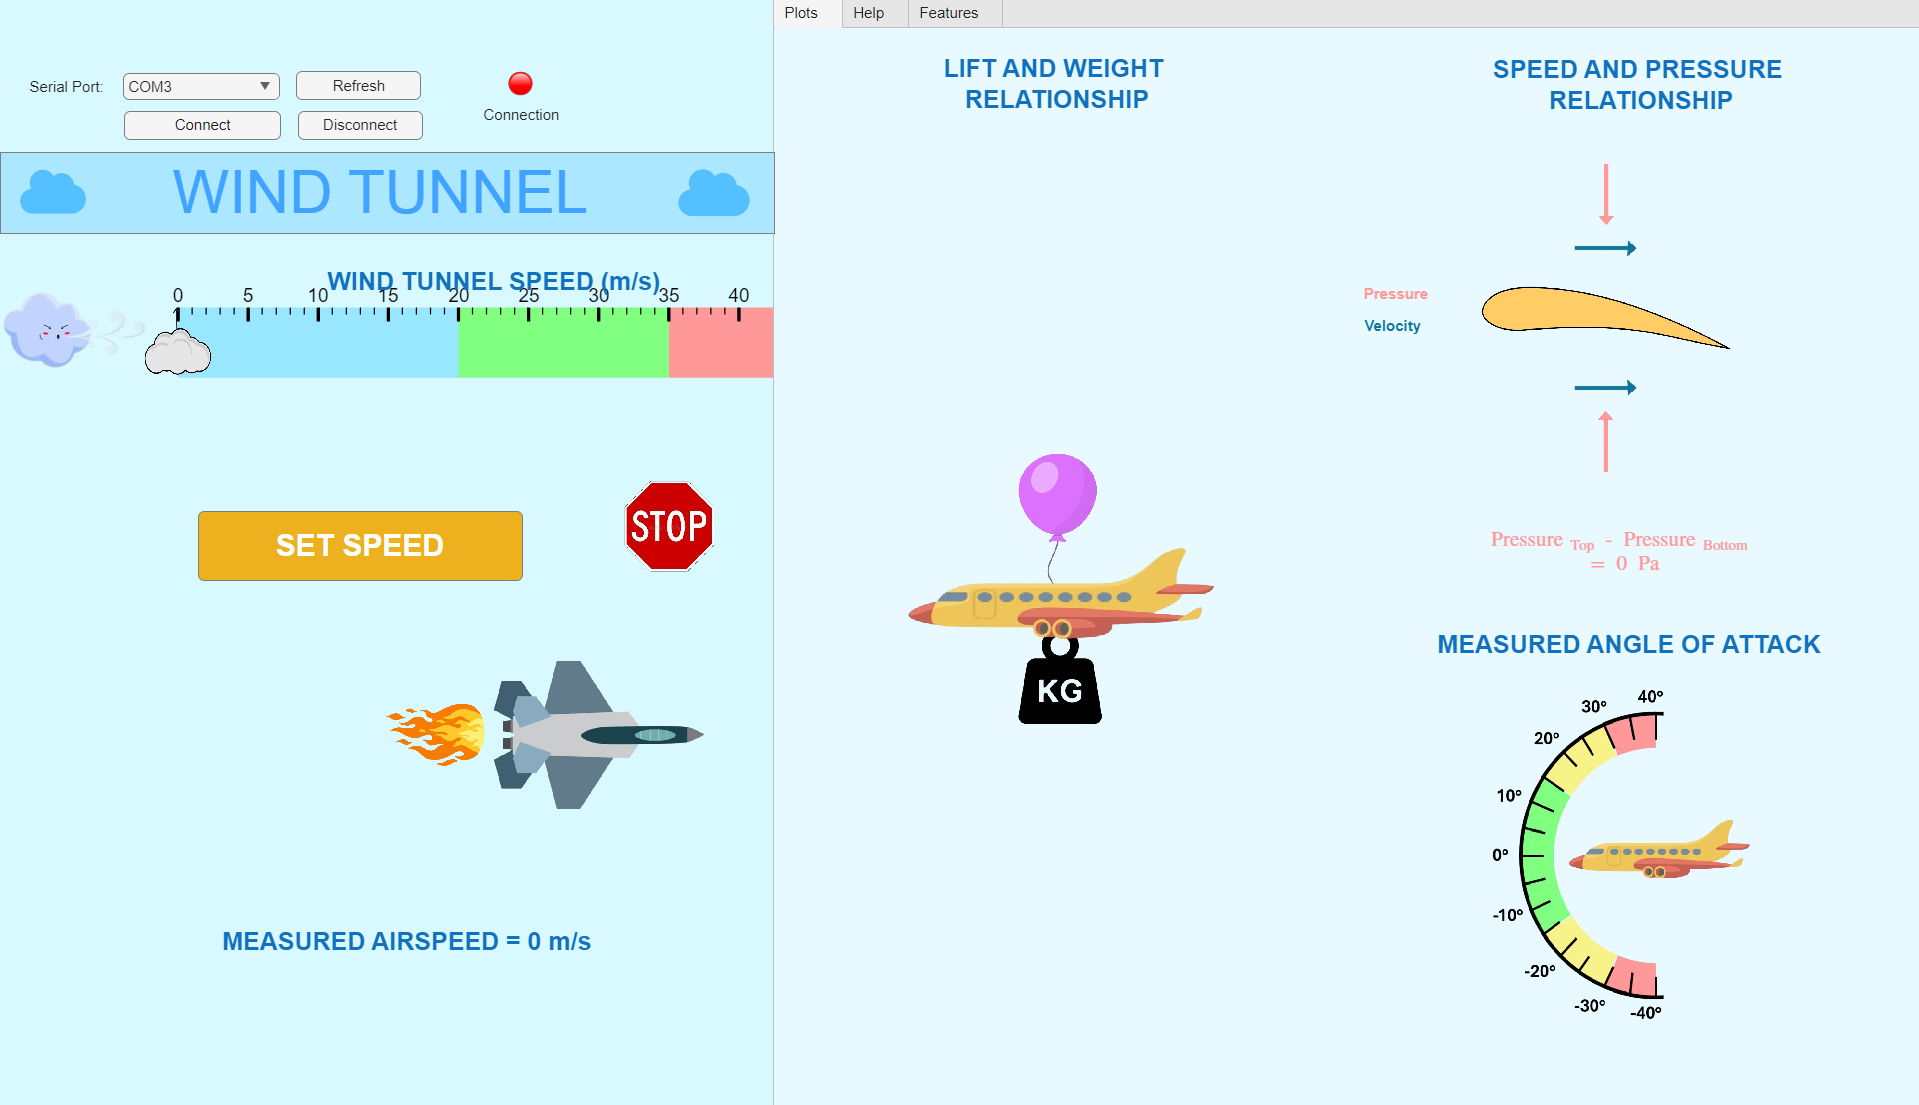 Plots
Help
Features
Serial Port:
COM3
Refresh
Connect
Disconnect
Connection
WIND TUNNEL
WIND TUNNEL SPEED (m/s)
0 5 10 15 20 25 30 35 40
SET SPEED
STOP
MEASURED AIRSPEED = 0 m/s
LIFT AND WEIGHT
RELATIONSHIP
KG
SPEED AND PRESSURE
RELATIONSHIP
Pressure
Velocity
Pressure Top - Pressure Bottom
= 0 Pa
MEASURED ANGLE OF ATTACK
40°
30°
20°
10°
0°
-10°
-20°
-30°
-40°